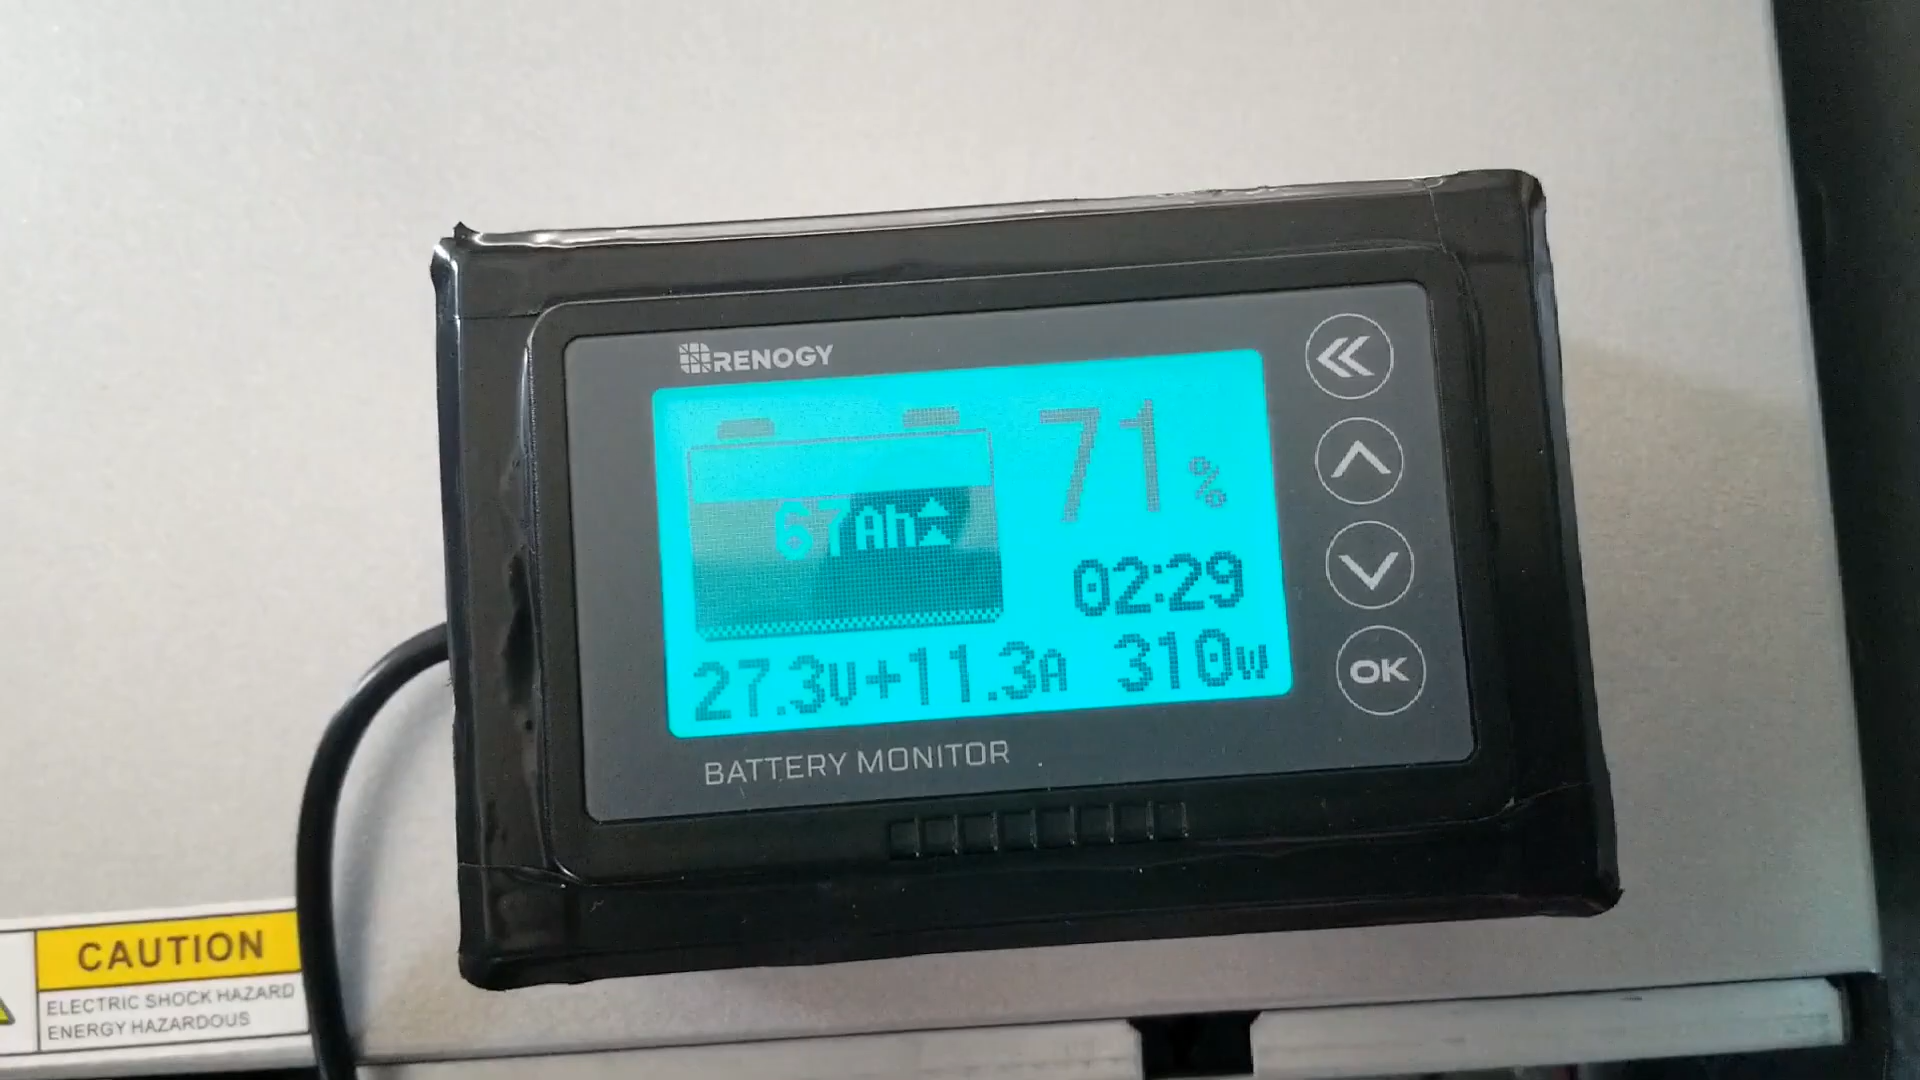 RENOGY
71%
67Ah
02:29
27.3V+11.3A 310W
BATTERY MONITOR
OK
CAUTION
ELECTRIC SHOCK HAZARD
ENERGY HAZARDOUS